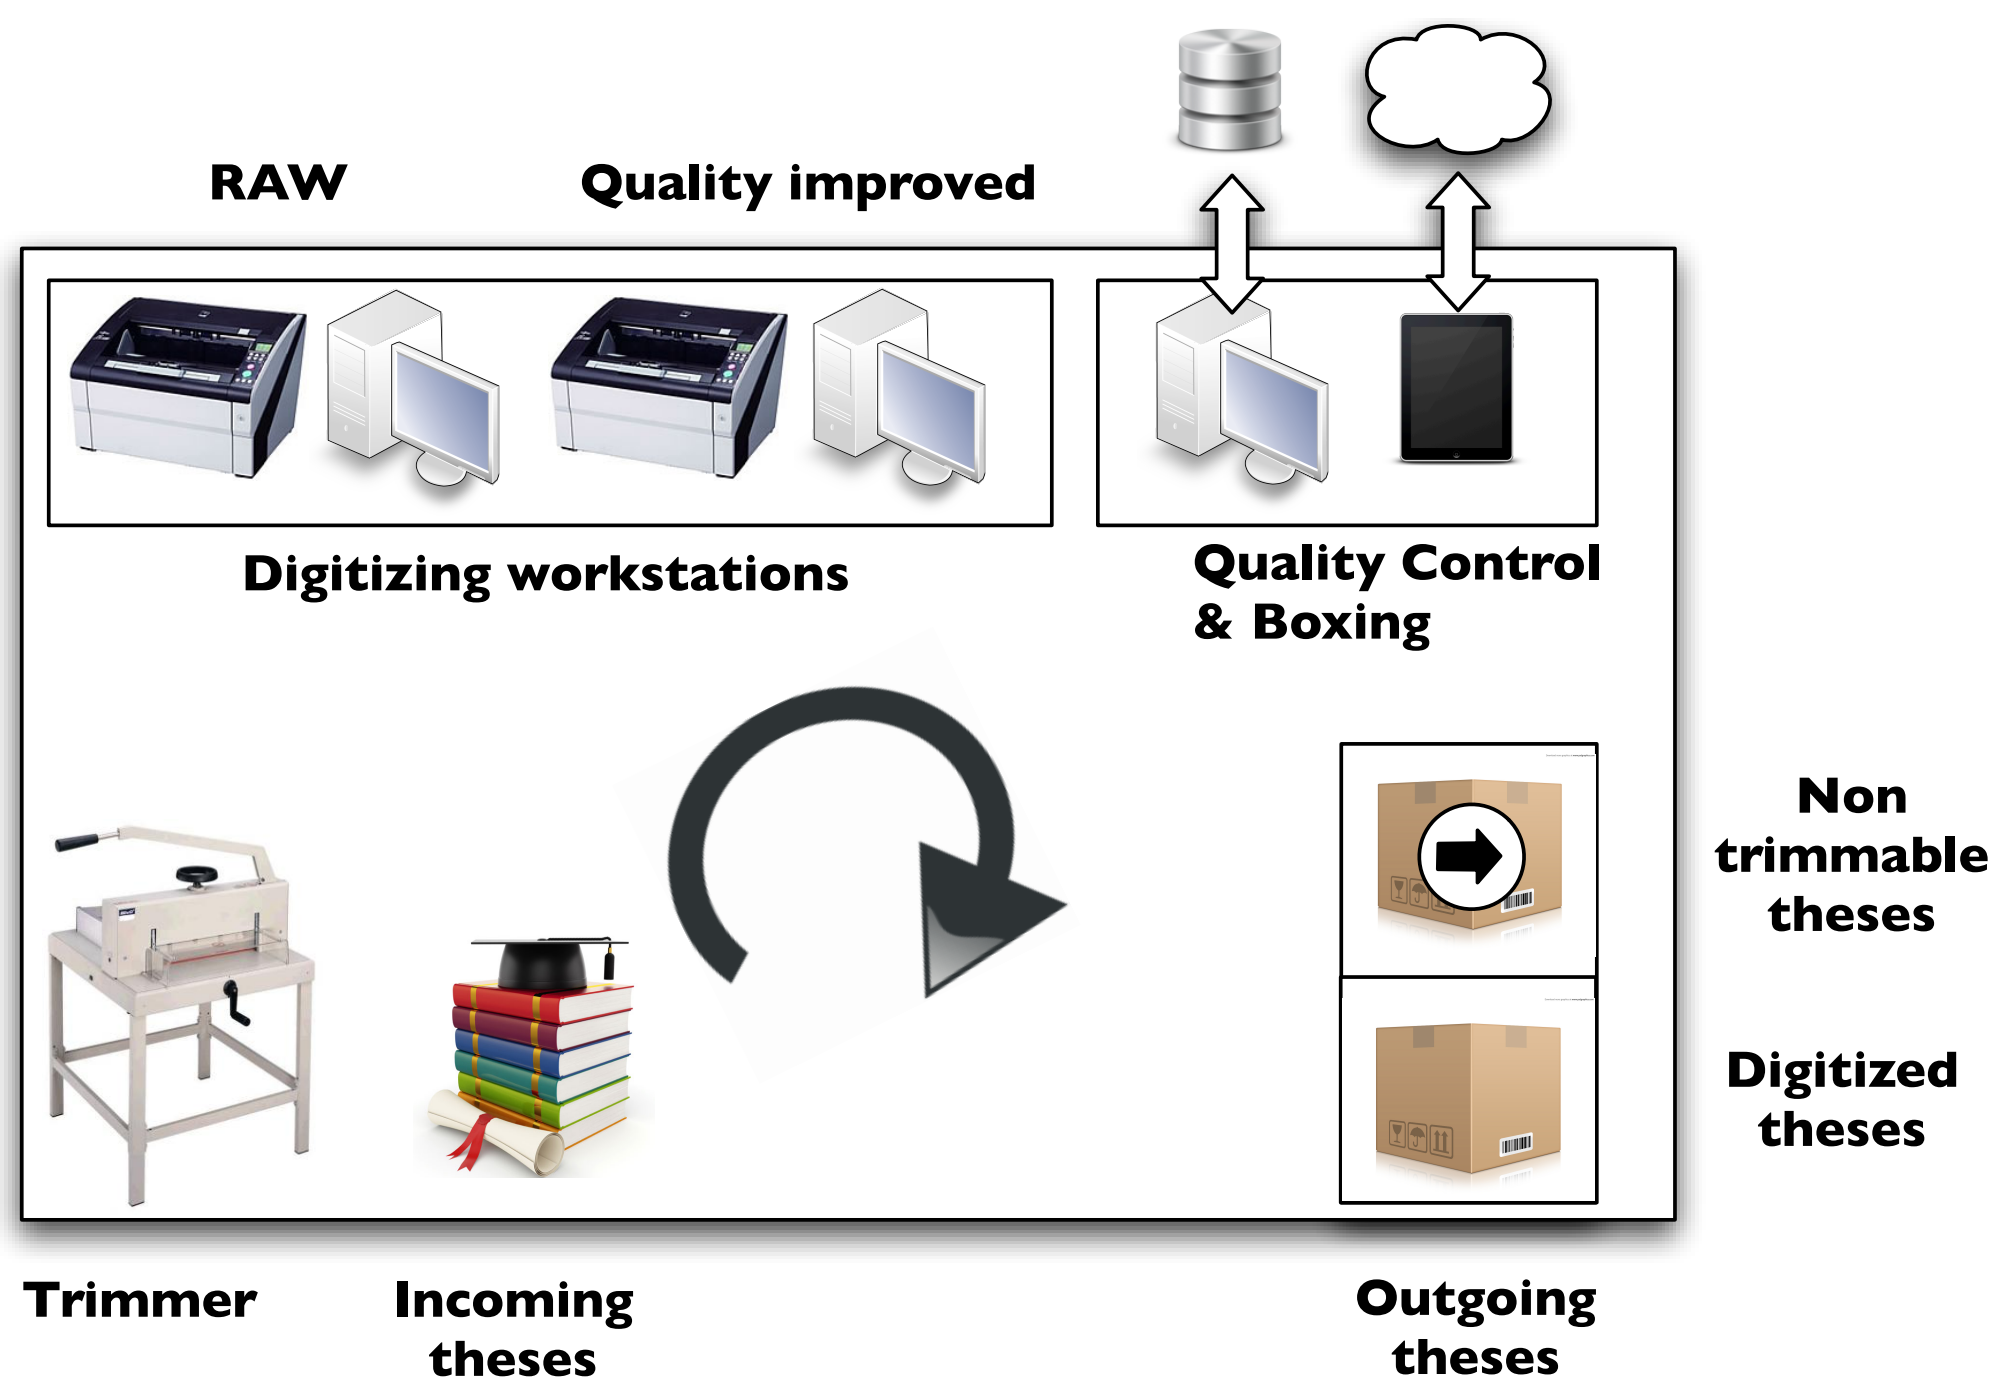 RAW
Quality improved
Digitizing workstations
Quality Control
& Boxing
Non
trimmable
theses
Digitized
theses
Trimmer
Incoming
theses
Outgoing
theses